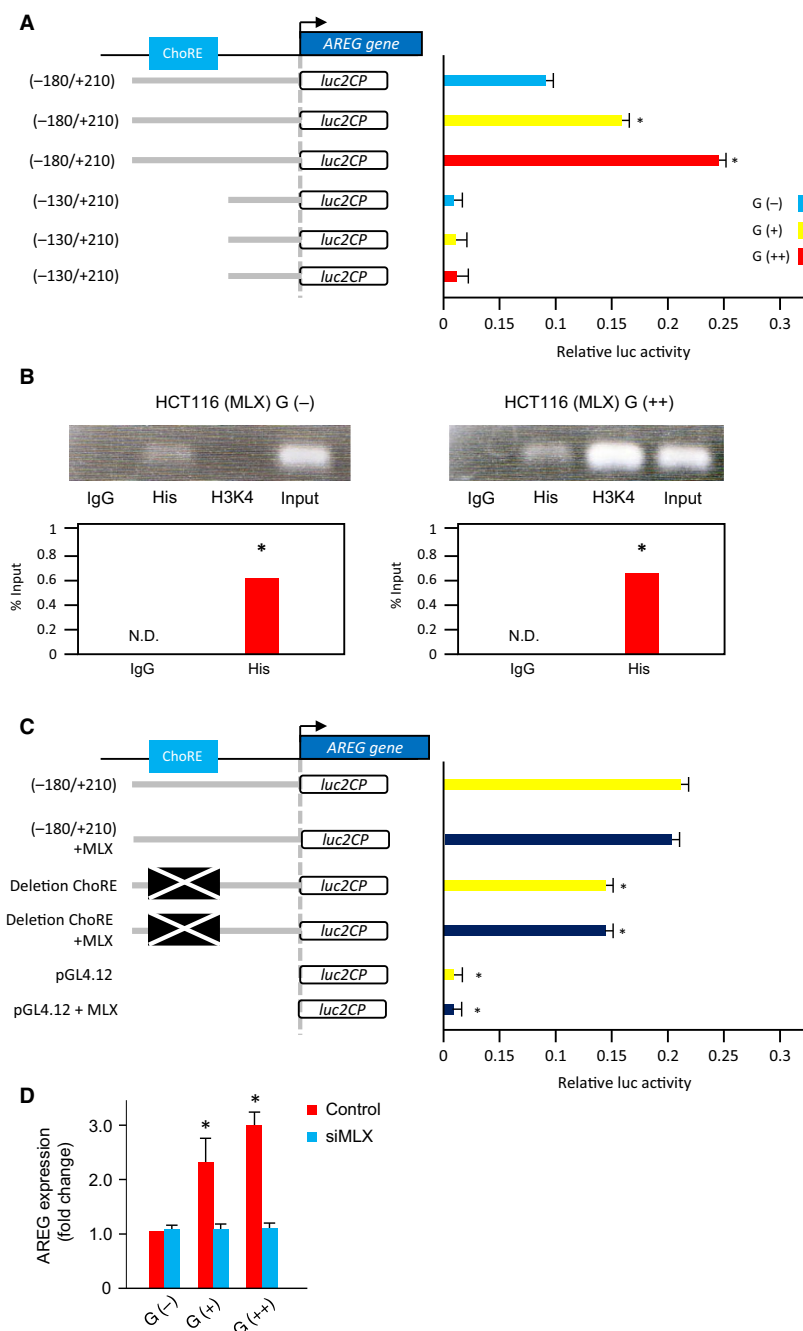 A
ChoRE
AREG gene
(–180/+210)
luc2CP
(–180/+210)
luc2CP
*
(–180/+210)
luc2CP
*
(–130/+210)
luc2CP
G (–)
(–130/+210)
luc2CP
G (+)
(–130/+210)
luc2CP
G (++)
0 0.15 0.1 0.15 0.2 0.25 0.3
Relative luc activity
B
HCT116 (MLX) G (–)
HCT116 (MLX) G (++)
IgG His H3K4 Input
IgG His H3K4 Input
% Input
1
0.8
0.6
0.4
0.2
0
N.D.
*
IgG His
% Input
1
0.8
0.6
0.4
0.2
0
N.D.
*
IgG His
C
ChoRE
AREG gene
(–180/+210)
luc2CP
(–180/+210)
+MLX
luc2CP
Deletion ChoRE
luc2CP
*
Deletion ChoRE
+MLX
luc2CP
*
pGL4.12
luc2CP
*
pGL4.12 + MLX
luc2CP
*
0 0.15 0.1 0.15 0.2 0.25 0.3
Relative luc activity
D
AREG expression
(fold change)
3.0
2.0
1.0
0
*
*
Control
siMLX
G (–)
G (+)
G (++)